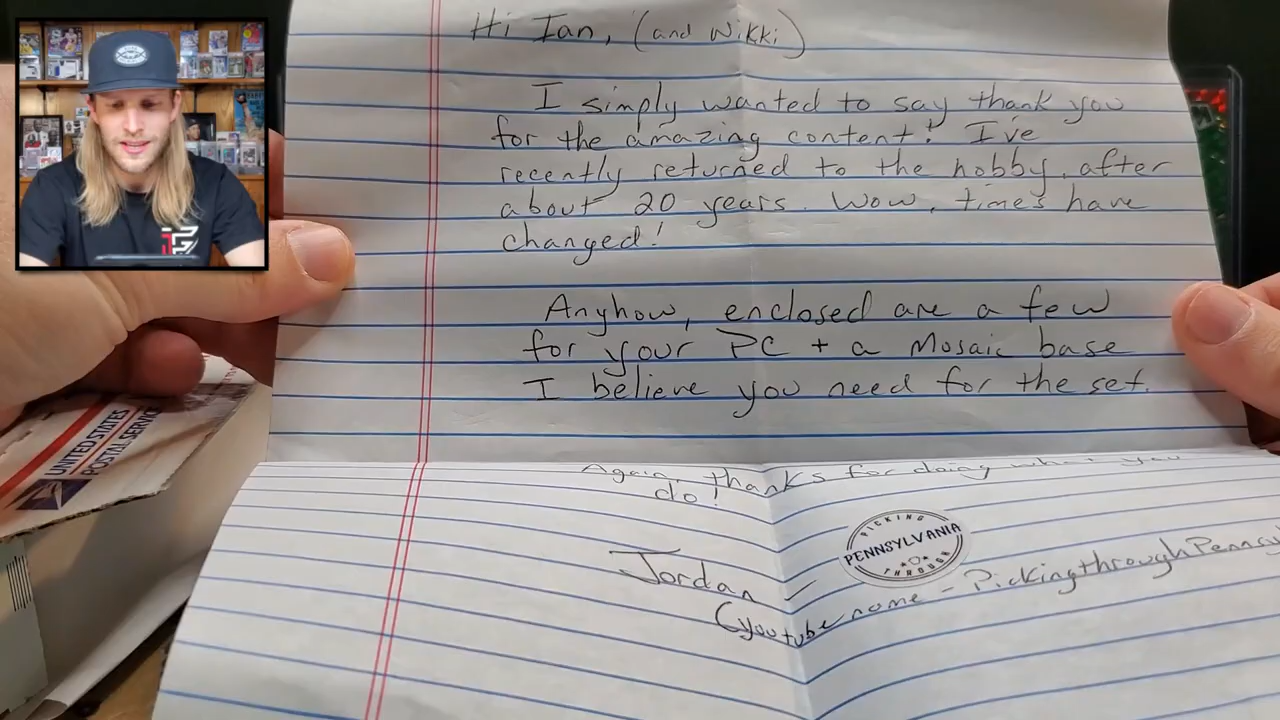 Hi Ian, (and Wikki)
I simply wanted to say thank you
for the amazing content! I've
recently returned to the hobby, after
about 20 years. Wow, times have
changed!
Anyhow, enclosed are a few
for your PC + a Mosaic base
I believe you need for the set.
Again, thanks for doing what you
do!
Jordan
(youtube name - PickingthroughPennsy
PICKING
PENNSYLVANIA
THROUGH
UNITED STATES
POSTAL SERVICE